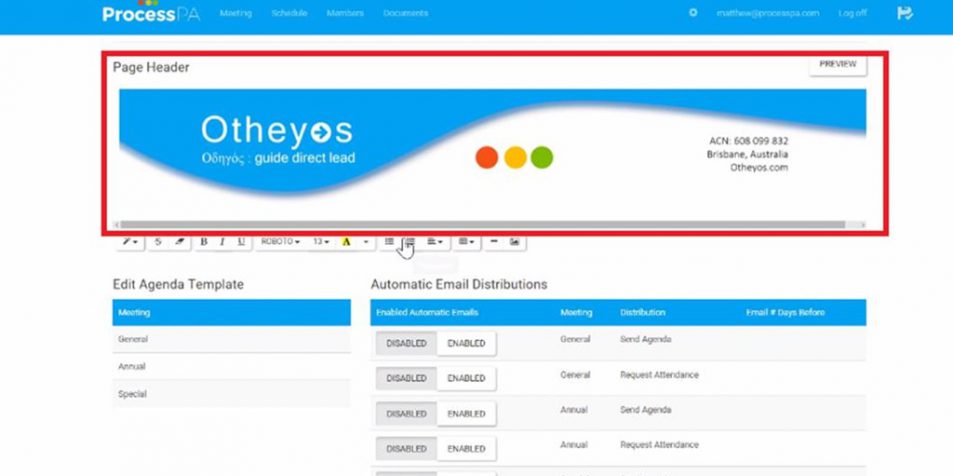 ProcessPA Meeting Schedule Members Documents matthew@processpa.com Log off
Page Header PREVIEW
Otheyos
Οδηγός : guide direct lead
ACN: 608 099 832
Brisbane, Australia
Otheyos.com
B I U ROBOTO 13 A
Edit Agenda Template
Meeting
General
Annual
Special
Automatic Email Distributions
Enabled Automatic Emails Meeting Distribution Email # Days Before
DISABLED ENABLED General Send Agenda
DISABLED ENABLED General Request Attendance
DISABLED ENABLED Annual Send Agenda
DISABLED ENABLED Annual Request Attendance